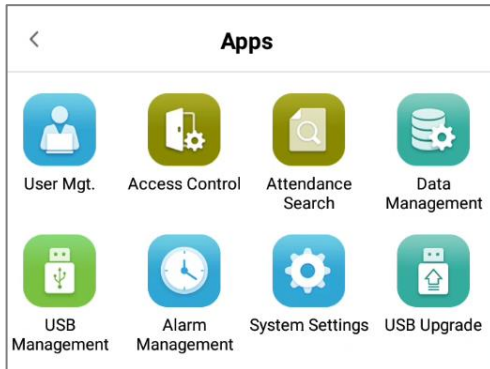 Apps
User Mgt.
Access Control
Attendance
Search
Data
Management
USB
Management
Alarm
Management
System Settings
USB Upgrade